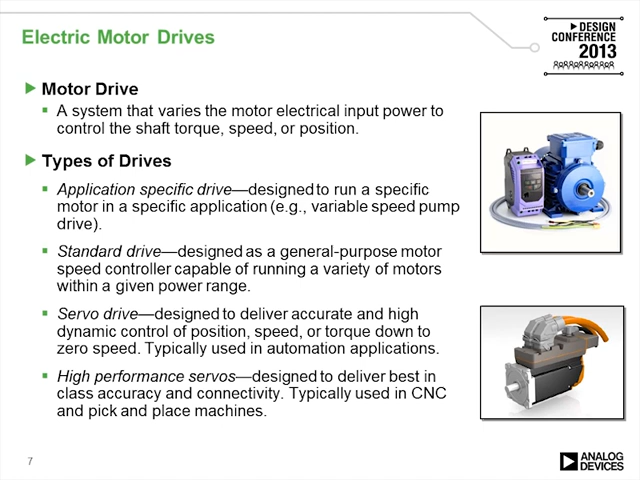 Electric Motor Drives
DESIGN
CONFERENCE
2013
Motor Drive
A system that varies the motor electrical input power to
control the shaft torque, speed, or position.
Types of Drives
Application specific drive—designed to run a specific
motor in a specific application (e.g., variable speed pump
drive).
Standard drive—designed as a general-purpose motor
speed controller capable of running a variety of motors
within a given power range.
Servo drive—designed to deliver accurate and high
dynamic control of position, speed, or torque down to
zero speed. Typically used in automation applications.
High performance servos—designed to deliver best in
class accuracy and connectivity. Typically used in CNC
and pick and place machines.
7
ANALOG
DEVICES